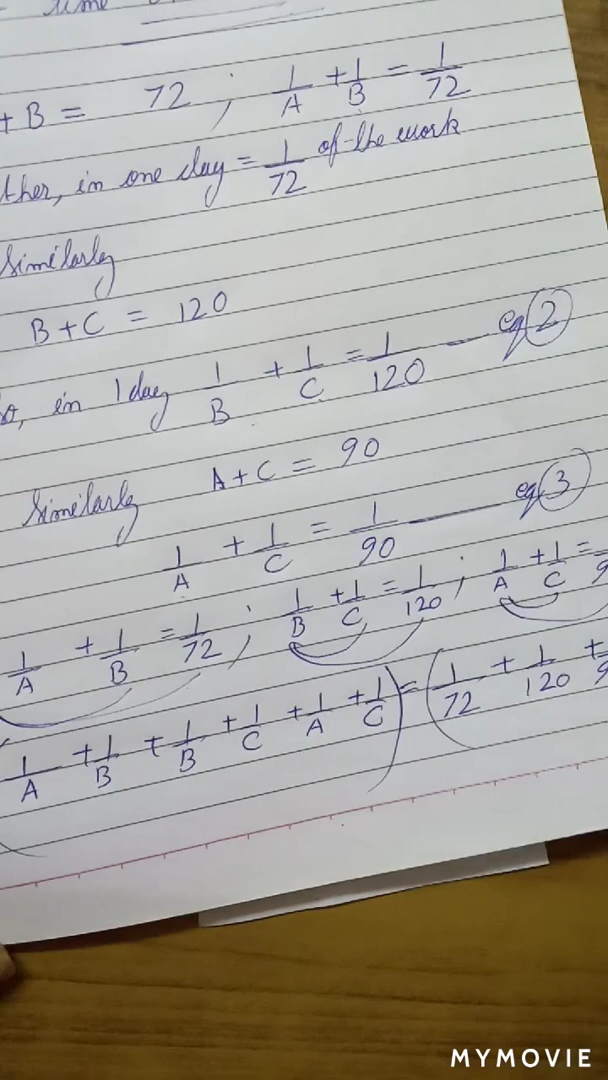 time
+ B = 72 ; 1/A + 1/B = 1/72
ther, in one day = 1/72 of the work
Similarly
B + C = 120
in 1 day 1/B + 1/C = 1/120 — eq 2
Similarly A + C = 90
1/A + 1/C = 1/90 — eq 3
1/A + 1/B = 1/72 ; 1/B + 1/C = 1/120 ; 1/A + 1/C =
1/A + 1/B + 1/B + 1/C + 1/A + 1/C ) = ( 1/72 + 1/120 +
MYMOVIE